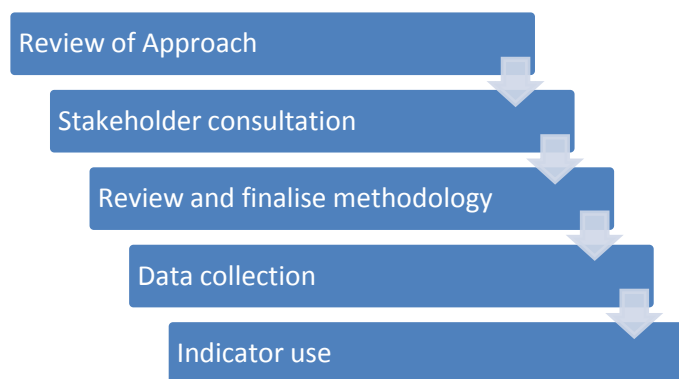 Review of Approach
Stakeholder consultation
Review and finalise methodology
Data collection
Indicator use